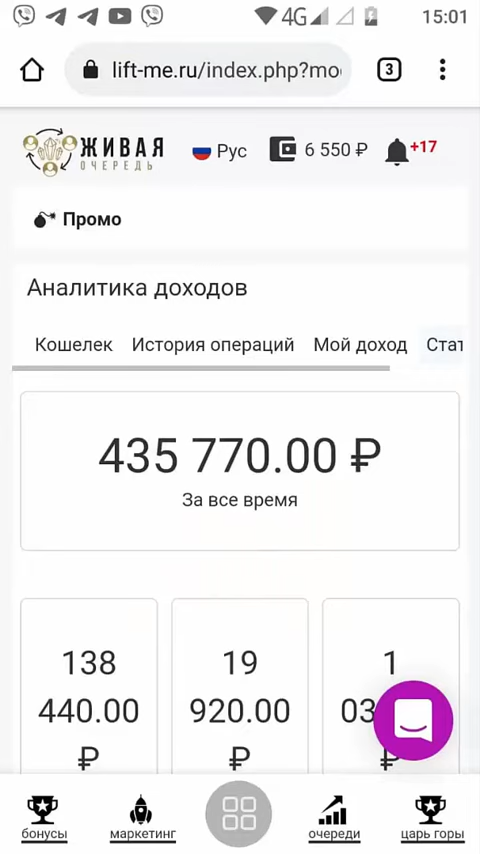 4G 15:01
lift-me.ru/index.php?mo
3
ЖИВАЯ
ОЧЕРЕДЬ
Рус
6 550 ₽
+17
Промо
Аналитика доходов
Кошелек История операций Мой доход Стат
435 770.00 ₽
За все время
138 19 1
440.00 920.00 03
₽ ₽ ₽
бонусы маркетинг очереди царь горы